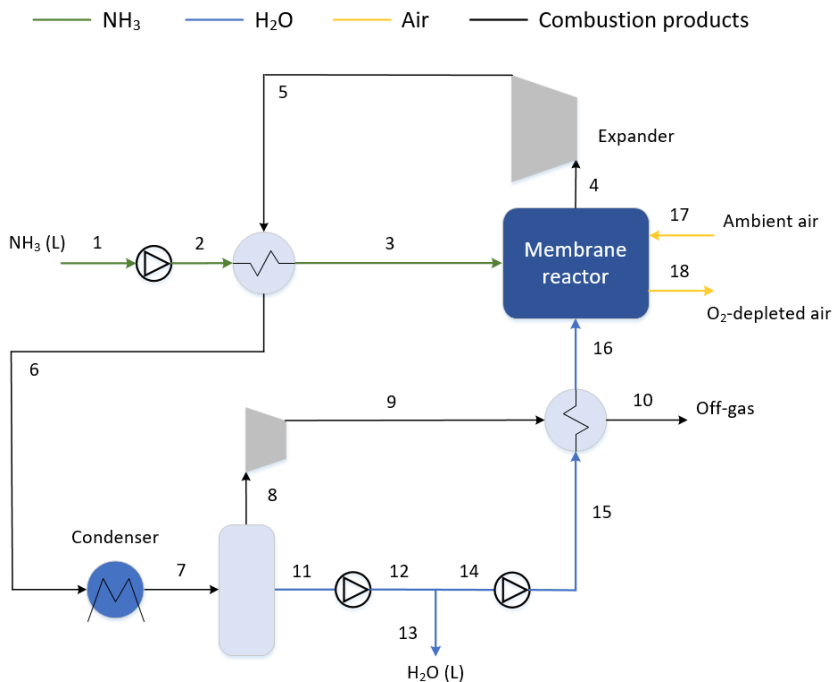 NH₃ H₂O Air Combustion products
5
Expander
4
17
Ambient air
NH₃ (L) 1 2 3
Membrane
reactor
18
O₂-depleted air
6
16
9 10
Off-gas
8
15
Condenser
7 11 12 14
13
H₂O (L)